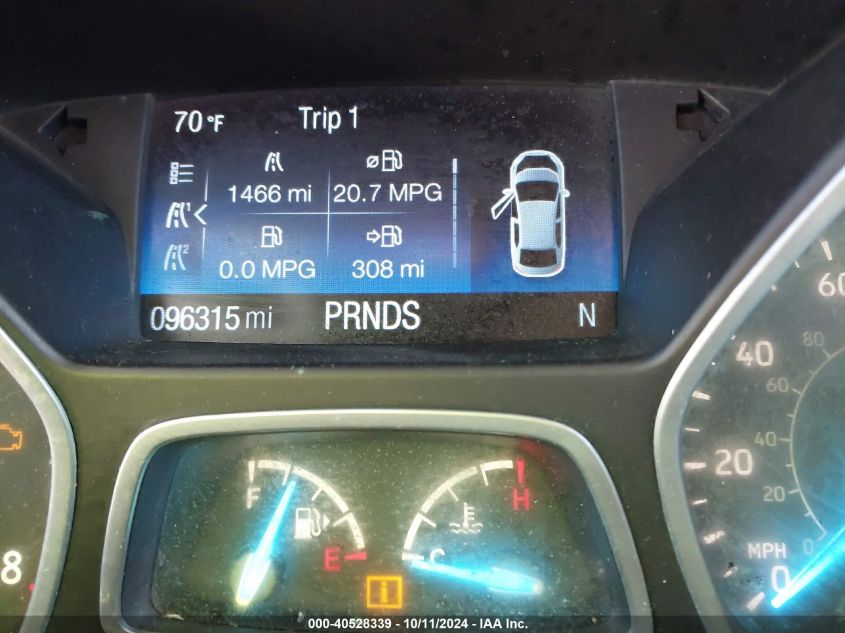 70°F Trip 1
1466 mi 20.7 MPG
0.0 MPG 308 mi
096315 mi PRNDS N
60
40 80
60
F H
20 40
20
E C
MPH 0
8 0
000-40528339 - 10/11/2024 - IAA Inc.